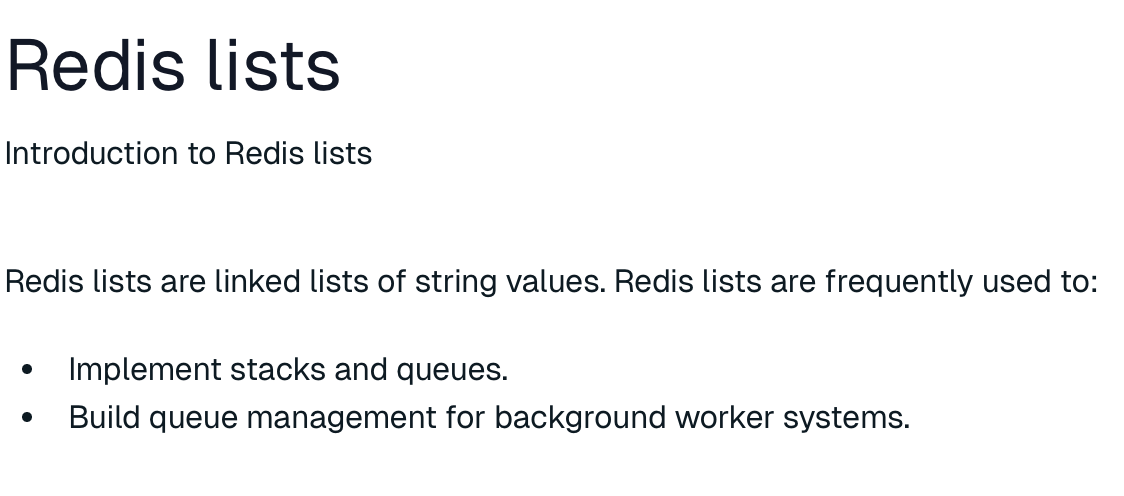 Redis lists
Introduction to Redis lists
Redis lists are linked lists of string values. Redis lists are frequently used to:
• Implement stacks and queues.
• Build queue management for background worker systems.